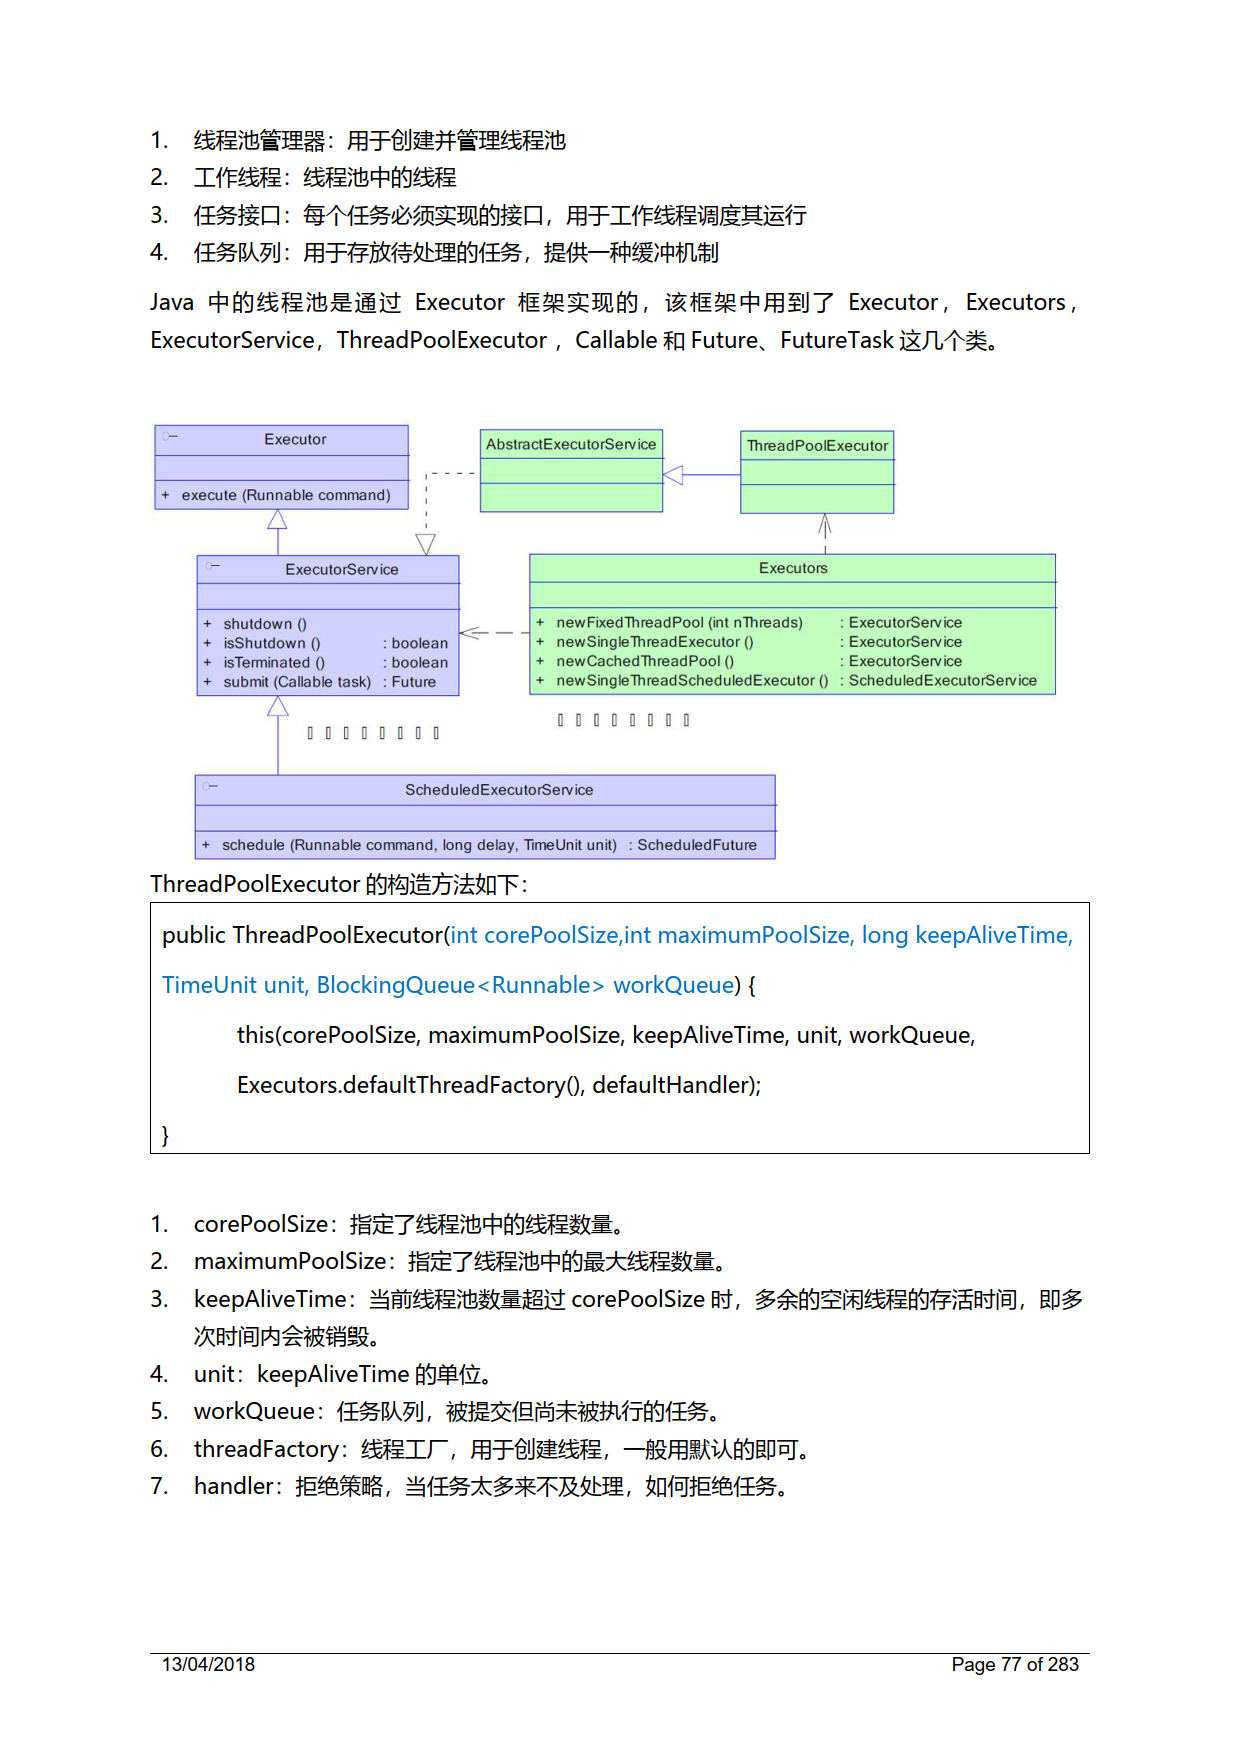 1. 线程池管理器：用于创建并管理线程池
2. 工作线程：线程池中的线程
3. 任务接口：每个任务必须实现的接口，用于工作线程调度其运行
4. 任务队列：用于存放待处理的任务，提供一种缓冲机制
Java 中的线程池是通过 Executor 框架实现的，该框架中用到了 Executor，Executors，
ExecutorService，ThreadPoolExecutor ，Callable 和 Future、FutureTask 这几个类。
Executor
+ execute (Runnable command)
AbstractExecutorService
ThreadPoolExecutor
ExecutorService
+ shutdown ()
+ isShutdown () : boolean
+ isTerminated () : boolean
+ submit (Callable task) : Future
Executors
+ newFixedThreadPool (int nThreads) : ExecutorService
+ newSingleThreadExecutor () : ExecutorService
+ newCachedThreadPool () : ExecutorService
+ newSingleThreadScheduledExecutor () : ScheduledExecutorService
ScheduledExecutorService
+ schedule (Runnable command, long delay, TimeUnit unit) : ScheduledFuture
ThreadPoolExecutor 的构造方法如下：
public ThreadPoolExecutor(int corePoolSize,int maximumPoolSize, long keepAliveTime,
TimeUnit unit, BlockingQueue<Runnable> workQueue) {
this(corePoolSize, maximumPoolSize, keepAliveTime, unit, workQueue,
Executors.defaultThreadFactory(), defaultHandler);
}
1. corePoolSize：指定了线程池中的线程数量。
2. maximumPoolSize：指定了线程池中的最大线程数量。
3. keepAliveTime：当前线程池数量超过 corePoolSize 时，多余的空闲线程的存活时间，即多
次时间内会被销毁。
4. unit：keepAliveTime 的单位。
5. workQueue：任务队列，被提交但尚未被执行的任务。
6. threadFactory：线程工厂，用于创建线程，一般用默认的即可。
7. handler：拒绝策略，当任务太多来不及处理，如何拒绝任务。
13/04/2018 Page 77 of 283